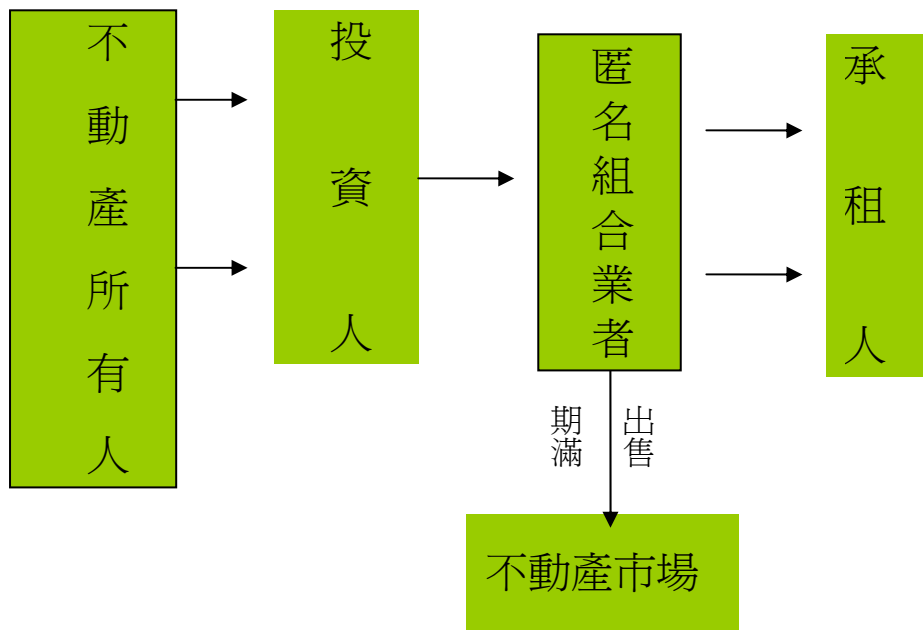 不動產所有人
投資人
匿名組合業者
承租人
期滿
出售
不動產市場